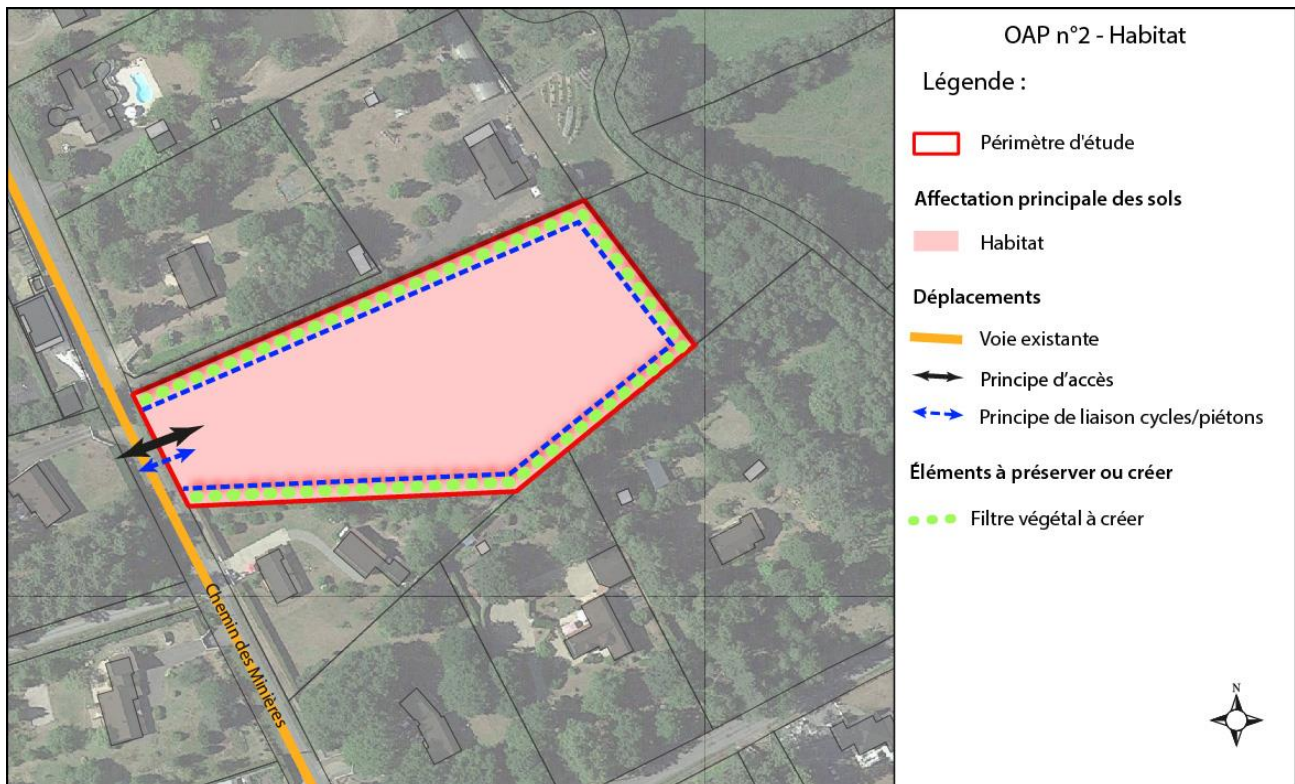 OAP n°2 - Habitat
Légende :
Périmètre d'étude
Affectation principale des sols
Habitat
Déplacements
Voie existante
Principe d'accès
Principe de liaison cycles/piétons
Éléments à préserver ou créer
Filtre végétal à créer
Chemin des Minières
N